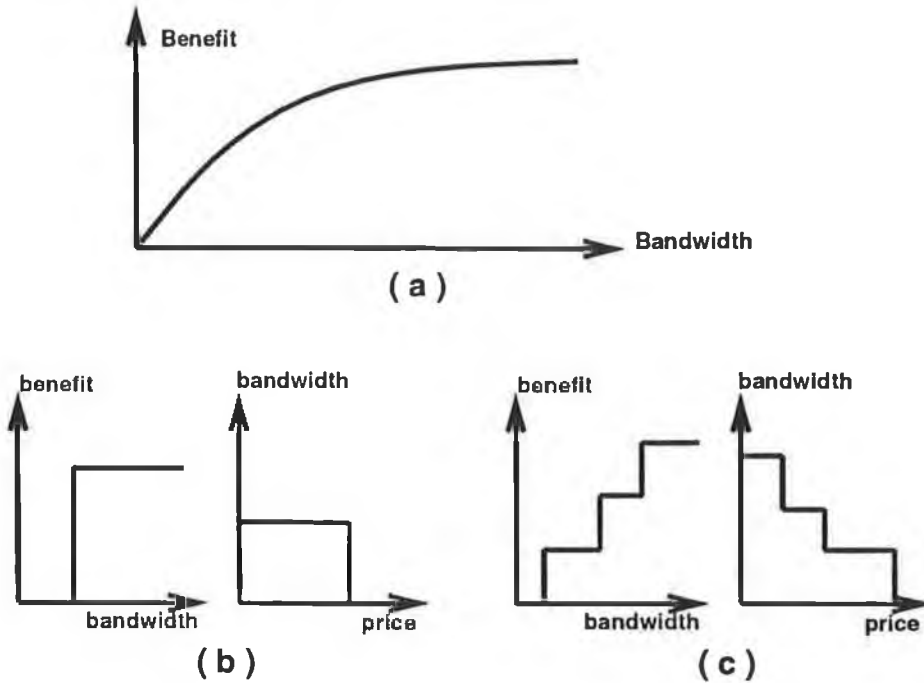 Benefit
Bandwidth
( a )
benefit
bandwidth
bandwidth
price
( b )
benefit
bandwidth
bandwidth
price
( c )